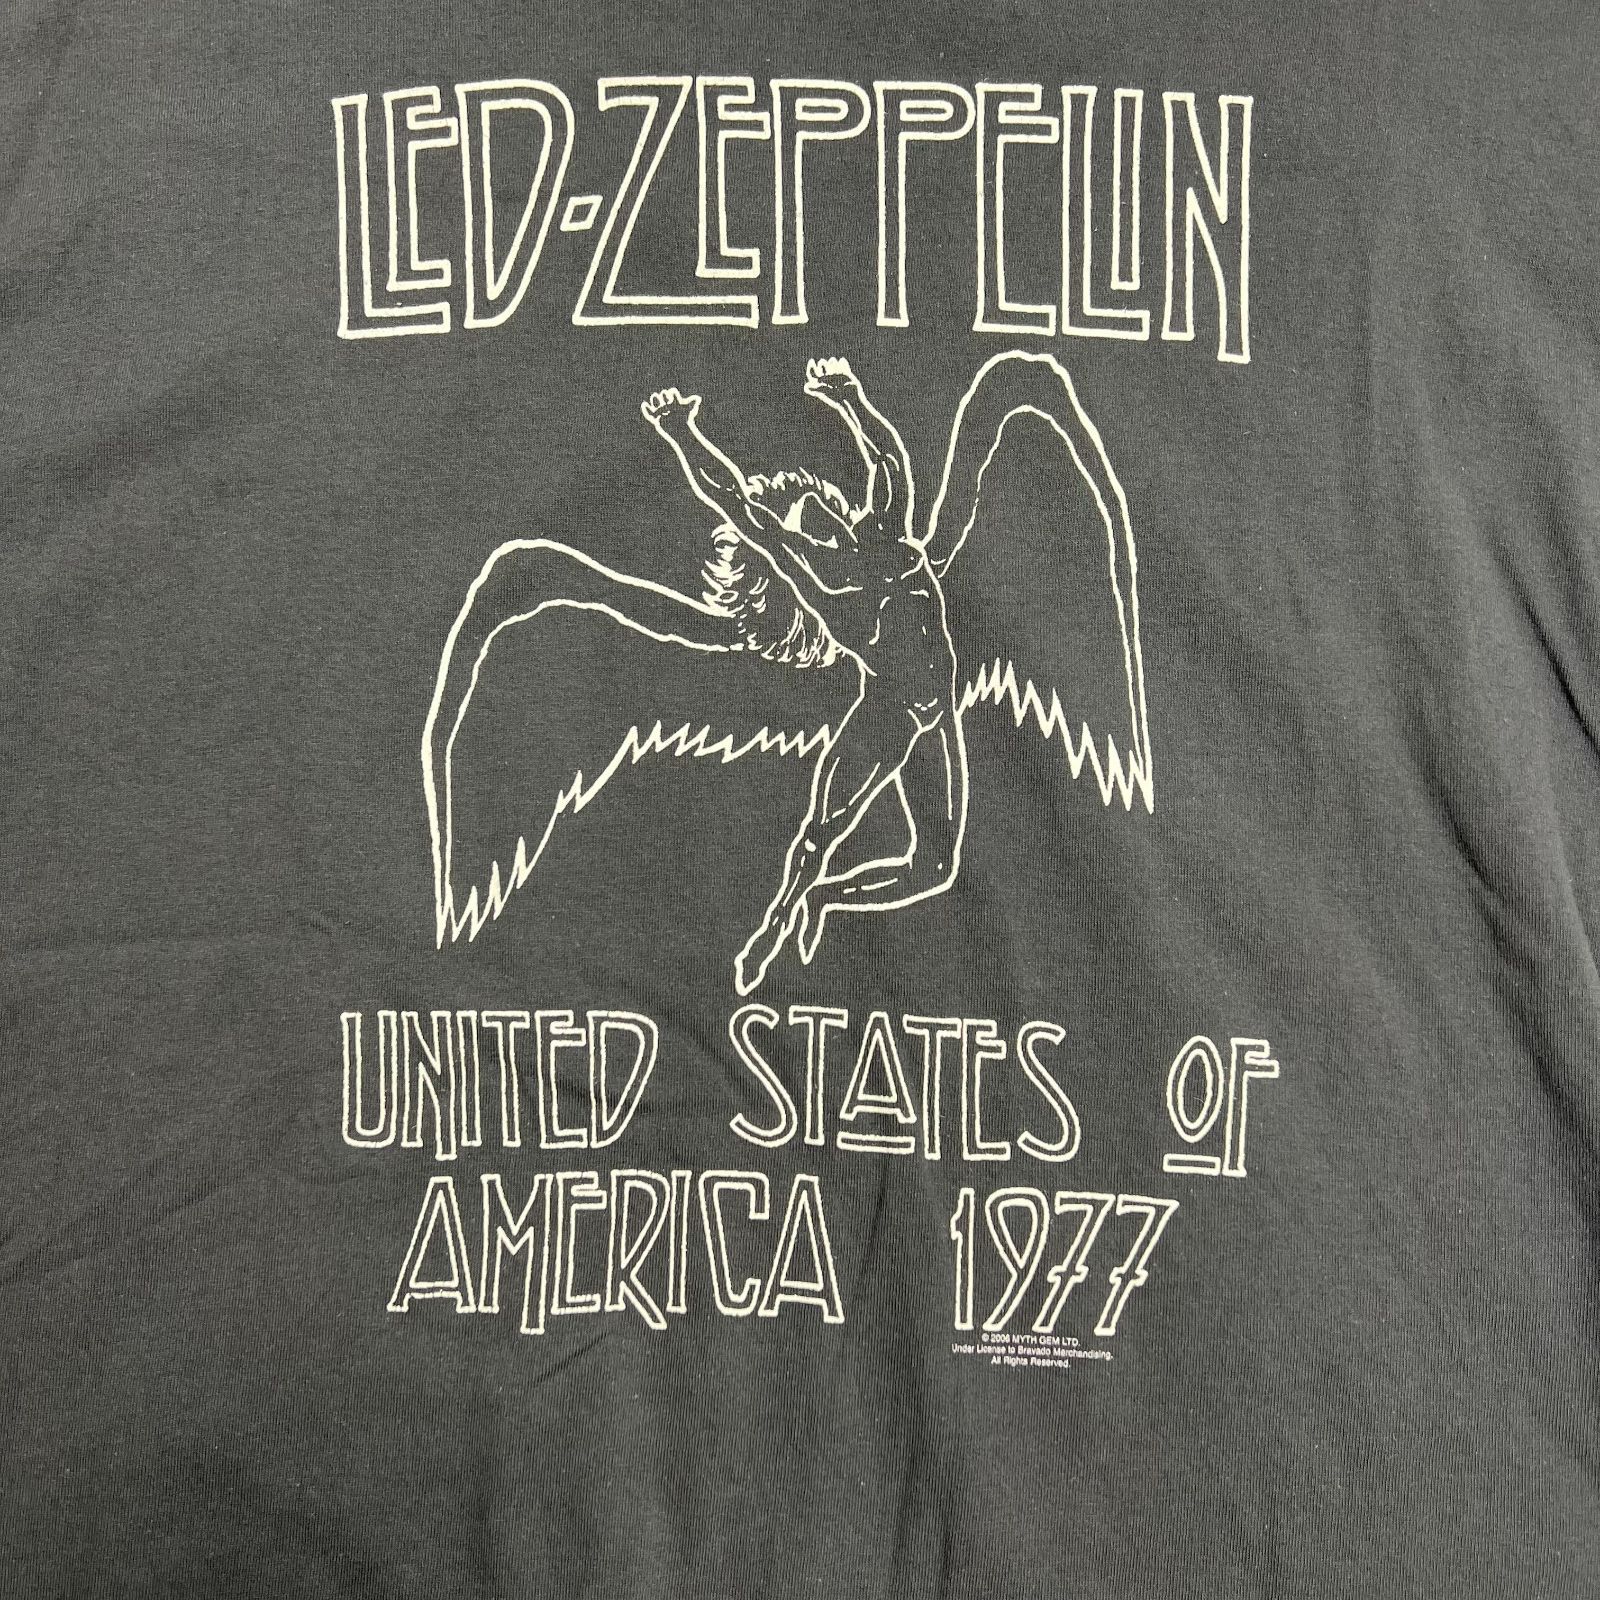 LED-ZEPPELIN
UNITED STATES OF
AMERICA 1977
© 2006 MYTH GEM LTD.
Under License to Bravado Merchandising.
All Rights Reserved.